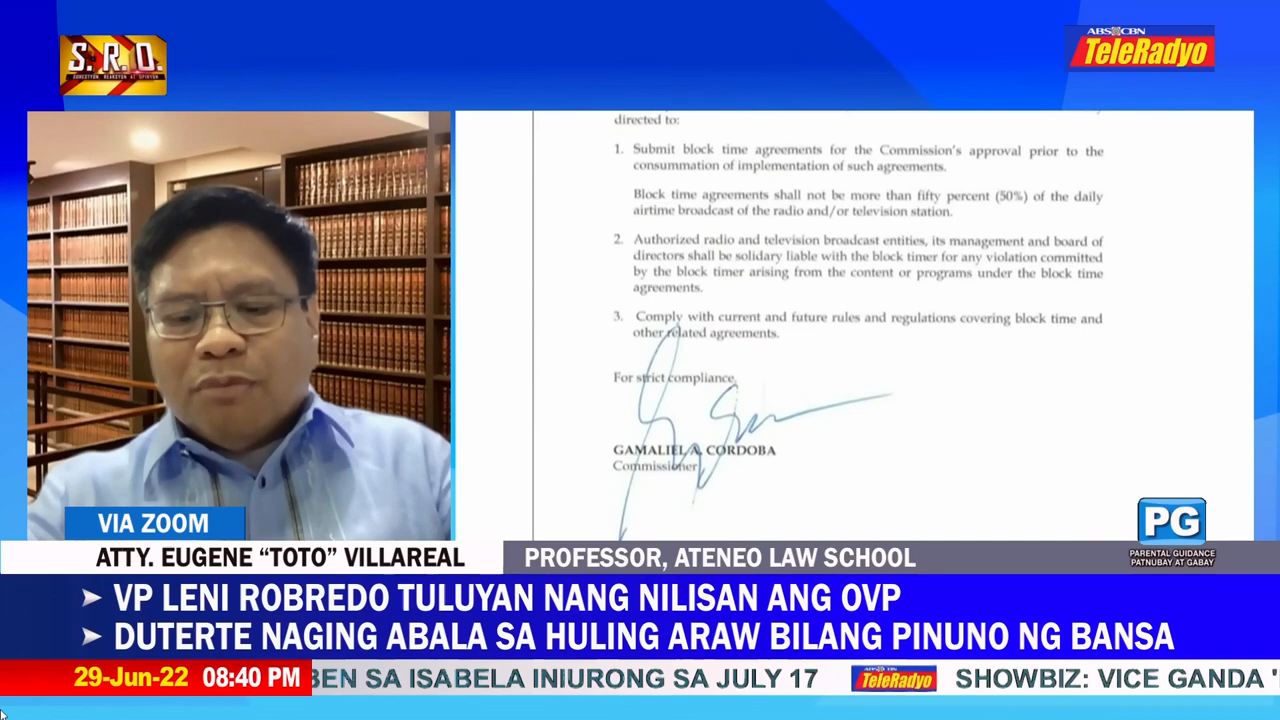 S.R.O.
SUHESTIYON, REAKSYON AT OPINYON
ABS-CBN
TeleRadyo
directed to:
1. Submit block time agreements for the Commission's approval prior to the
consummation of implementation of such agreements.
Block time agreements shall not be more than fifty percent (50%) of the daily
airtime broadcast of the radio and/or television station.
2. Authorized radio and television broadcast entities, its management and board of
directors shall be solidary liable with the block timer for any violation committed
by the block timer arising from the content or programs under the block time
agreements.
3. Comply with current and future rules and regulations covering block time and
other related agreements.
For strict compliance.
GAMALIEL A. CORDOBA
Commissioner
VIA ZOOM
PG
PARENTAL GUIDANCE
PATNUBAY AT GABAY
ATTY. EUGENE “TOTO” VILLAREAL
PROFESSOR, ATENEO LAW SCHOOL
➢ VP LENI ROBREDO TULUYAN NANG NILISAN ANG OVP
➢ DUTERTE NAGING ABALA SA HULING ARAW BILANG PINUNO NG BANSA
29-Jun-22 08:40 PM BEN SA ISABELA INIURONG SA JULY 17 ABS-CBN TeleRadyo SHOWBIZ: VICE GANDA '